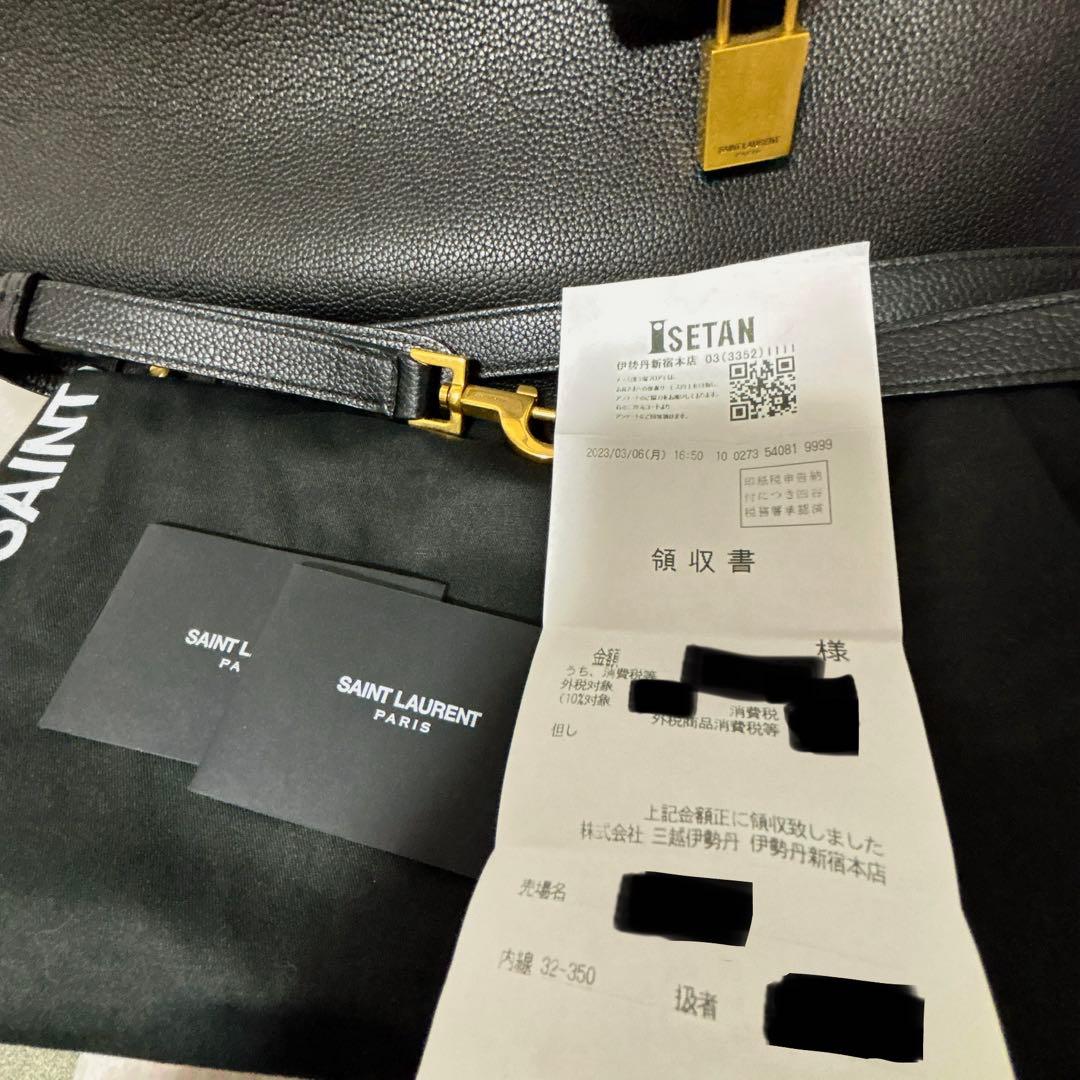 SAINT LAURENT
PARIS
ISETAN
伊勢丹新宿本店 03(3352)1111
2023/03/06(月) 16:50 10 0273 54081 9999
印紙税申告納
付につき四谷
税務署承認済
領収書
様
金額
うち、消費税等
外税対象
(10%対象
消費税
外税商品消費税等
但し
上記金額正に領収致しました
株式会社 三越伊勢丹 伊勢丹新宿本店
売場名
内線 32-350
扱者
SAINT
SAINT L
PA
SAINT LAURENT
PARIS